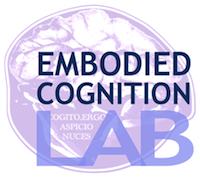 EMBODIED
COGNITION
COGITO.ERGO
ASPICIO
NUCES
LAB